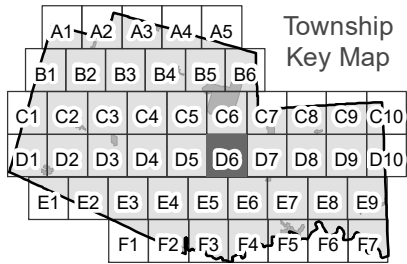 Township
Key Map
A1 A2 A3 A4 A5
B1 B2 B3 B4 B5 B6
C1 C2 C3 C4 C5 C6 C7 C8 C9 C10
D1 D2 D3 D4 D5 D6 D7 D8 D9 D10
E1 E2 E3 E4 E5 E6 E7 E8 E9
F1 F2 F3 F4 F5 F6 F7